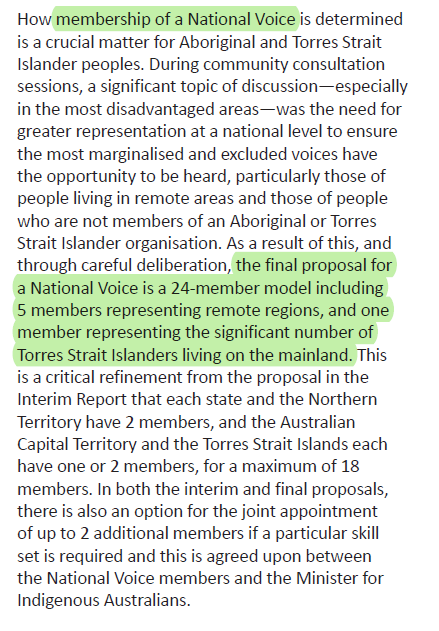 How membership of a National Voice is determined
is a crucial matter for Aboriginal and Torres Strait
Islander peoples. During community consultation
sessions, a significant topic of discussion—especially
in the most disadvantaged areas—was the need for
greater representation at a national level to ensure
the most marginalised and excluded voices have
the opportunity to be heard, particularly those of
people living in remote areas and those of people
who are not members of an Aboriginal or Torres
Strait Islander organisation. As a result of this, and
through careful deliberation, the final proposal for
a National Voice is a 24-member model including
5 members representing remote regions, and one
member representing the significant number of
Torres Strait Islanders living on the mainland. This
is a critical refinement from the proposal in the
Interim Report that each state and the Northern
Territory have 2 members, and the Australian
Capital Territory and the Torres Strait Islands each
have one or 2 members, for a maximum of 18
members. In both the interim and final proposals,
there is also an option for the joint appointment
of up to 2 additional members if a particular skill
set is required and this is agreed upon between
the National Voice members and the Minister for
Indigenous Australians.